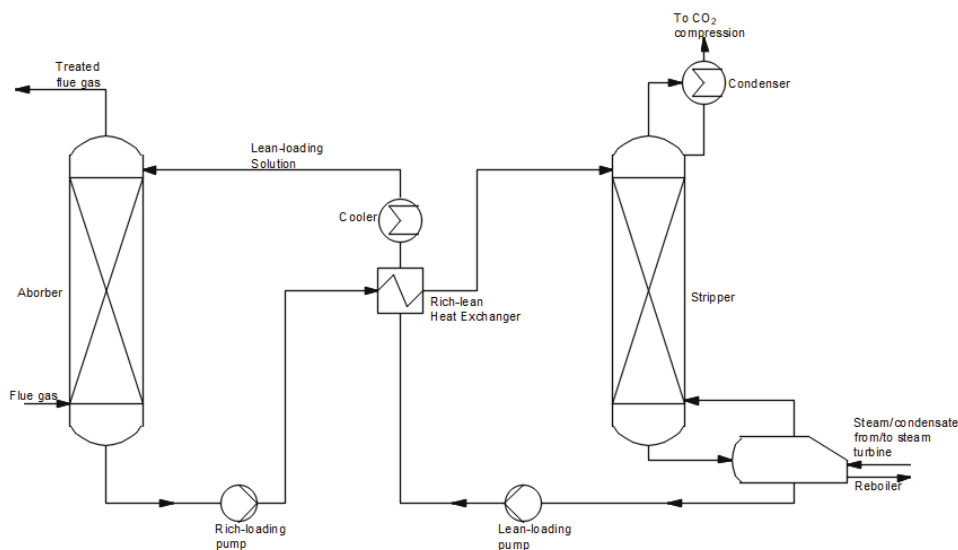 To CO₂
compression
Treated
flue gas
Condenser
Lean-loading
Solution
Cooler
Aborber
Rich-lean
Heat Exchanger
Stripper
Flue gas
Steam/condensate
from/to steam
turbine
Reboiler
Rich-loading
pump
Lean-loading
pump